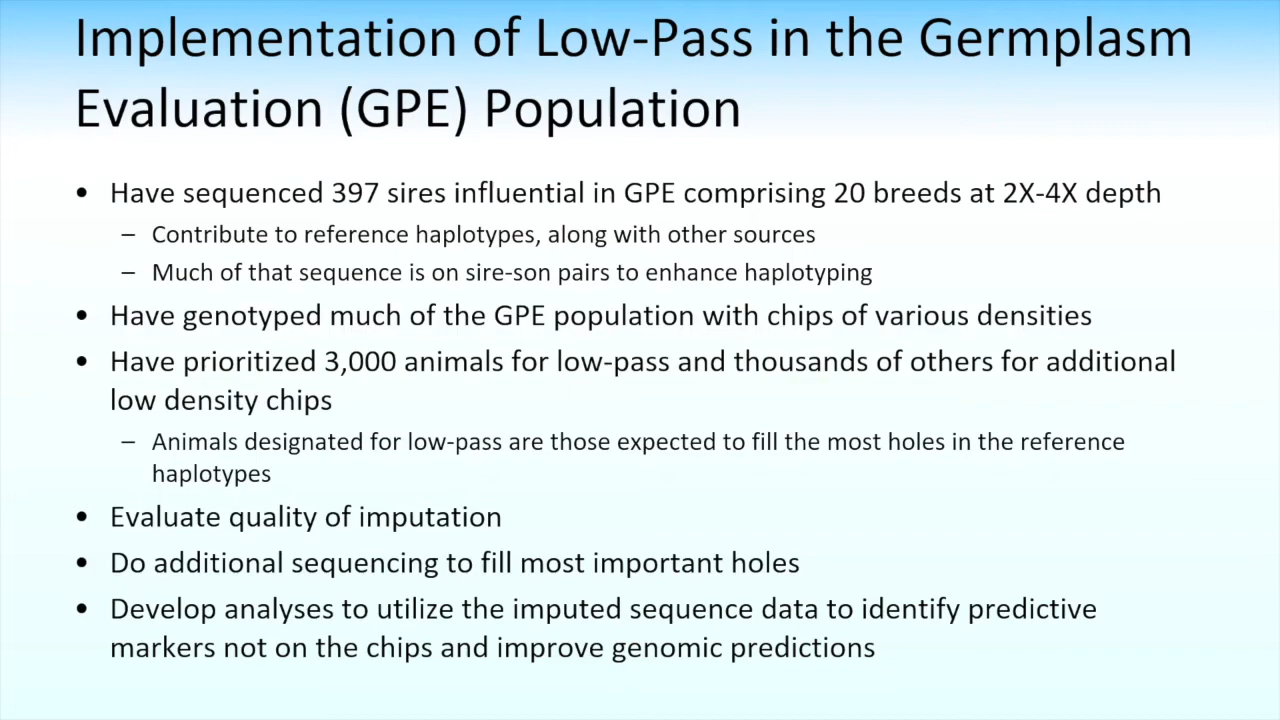 Implementation of Low-Pass in the Germplasm
Evaluation (GPE) Population
• Have sequenced 397 sires influential in GPE comprising 20 breeds at 2X-4X depth
– Contribute to reference haplotypes, along with other sources
– Much of that sequence is on sire-son pairs to enhance haplotyping
• Have genotyped much of the GPE population with chips of various densities
• Have prioritized 3,000 animals for low-pass and thousands of others for additional
low density chips
– Animals designated for low-pass are those expected to fill the most holes in the reference
haplotypes
• Evaluate quality of imputation
• Do additional sequencing to fill most important holes
• Develop analyses to utilize the imputed sequence data to identify predictive
markers not on the chips and improve genomic predictions